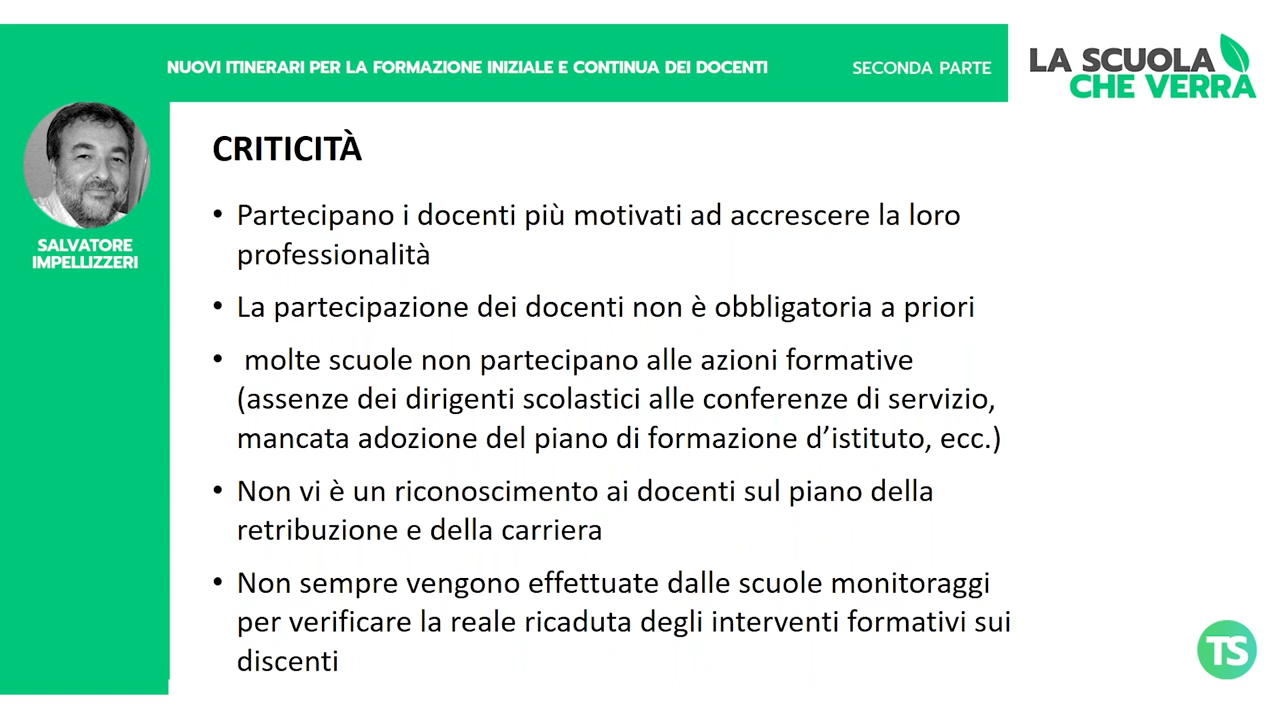 NUOVI ITINERARI PER LA FORMAZIONE INIZIALE E CONTINUA DEI DOCENTI
SECONDA PARTE
LA SCUOLA
CHE VERRÀ
SALVATORE
IMPELLIZZERI
CRITICITÀ
• Partecipano i docenti più motivati ad accrescere la loro
professionalità
• La partecipazione dei docenti non è obbligatoria a priori
• molte scuole non partecipano alle azioni formative
(assenze dei dirigenti scolastici alle conferenze di servizio,
mancata adozione del piano di formazione d’istituto, ecc.)
• Non vi è un riconoscimento ai docenti sul piano della
retribuzione e della carriera
• Non sempre vengono effettuate dalle scuole monitoraggi
per verificare la reale ricaduta degli interventi formativi sui
discenti
TS